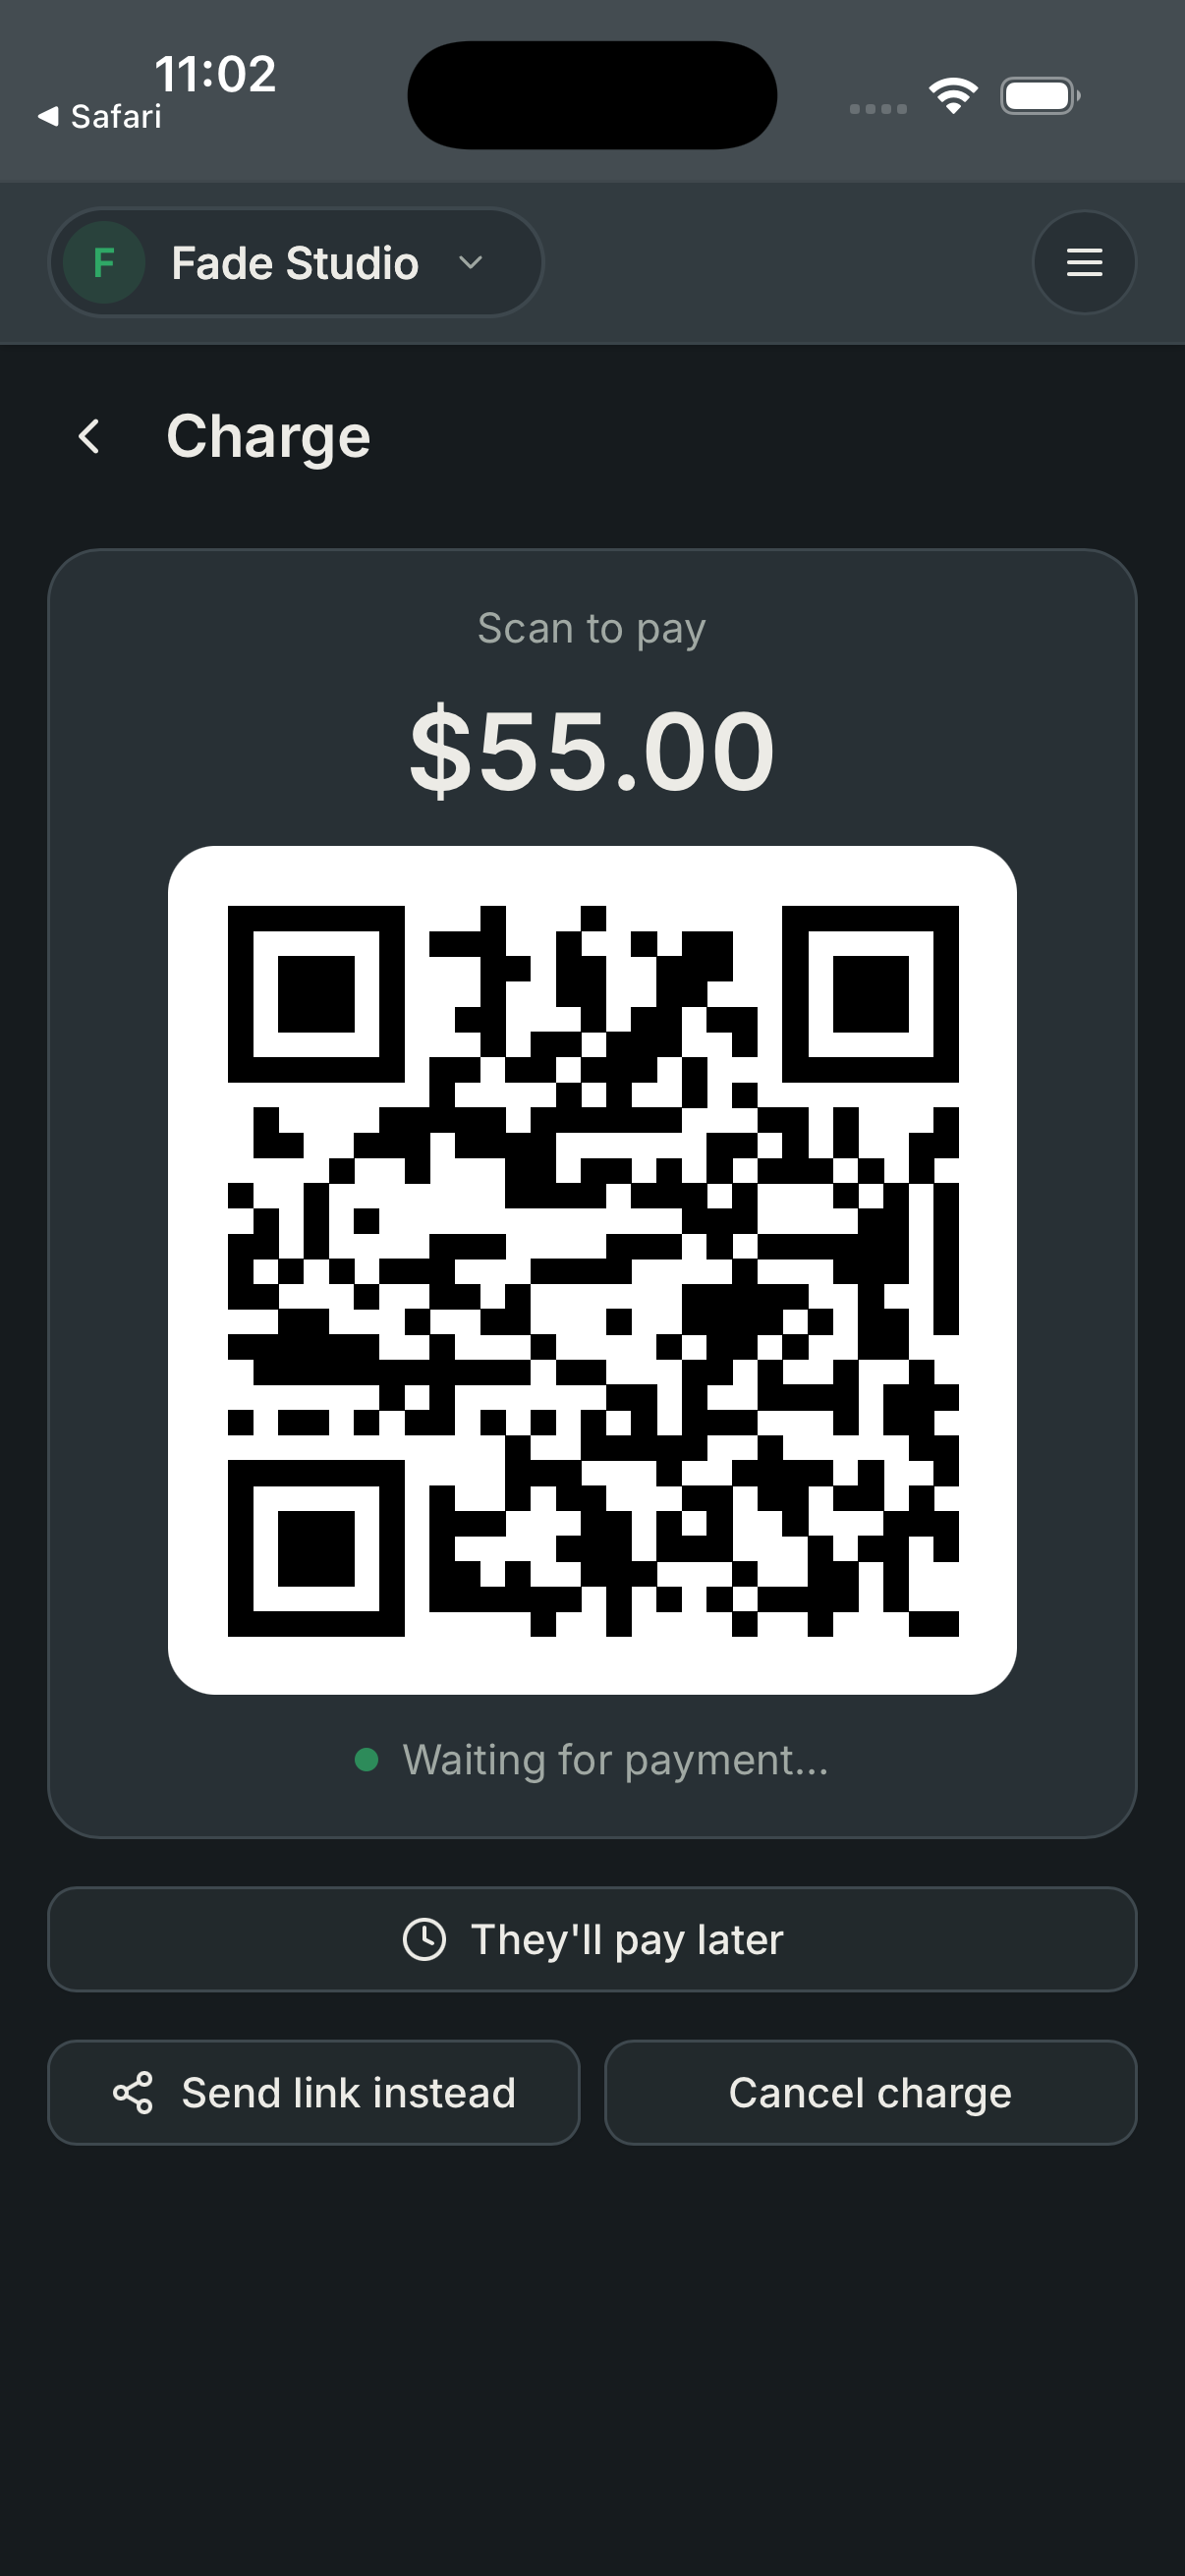 11:02
Safari
F Fade Studio
Charge
Scan to pay
$55.00
Waiting for payment...
They'll pay later
Send link instead
Cancel charge